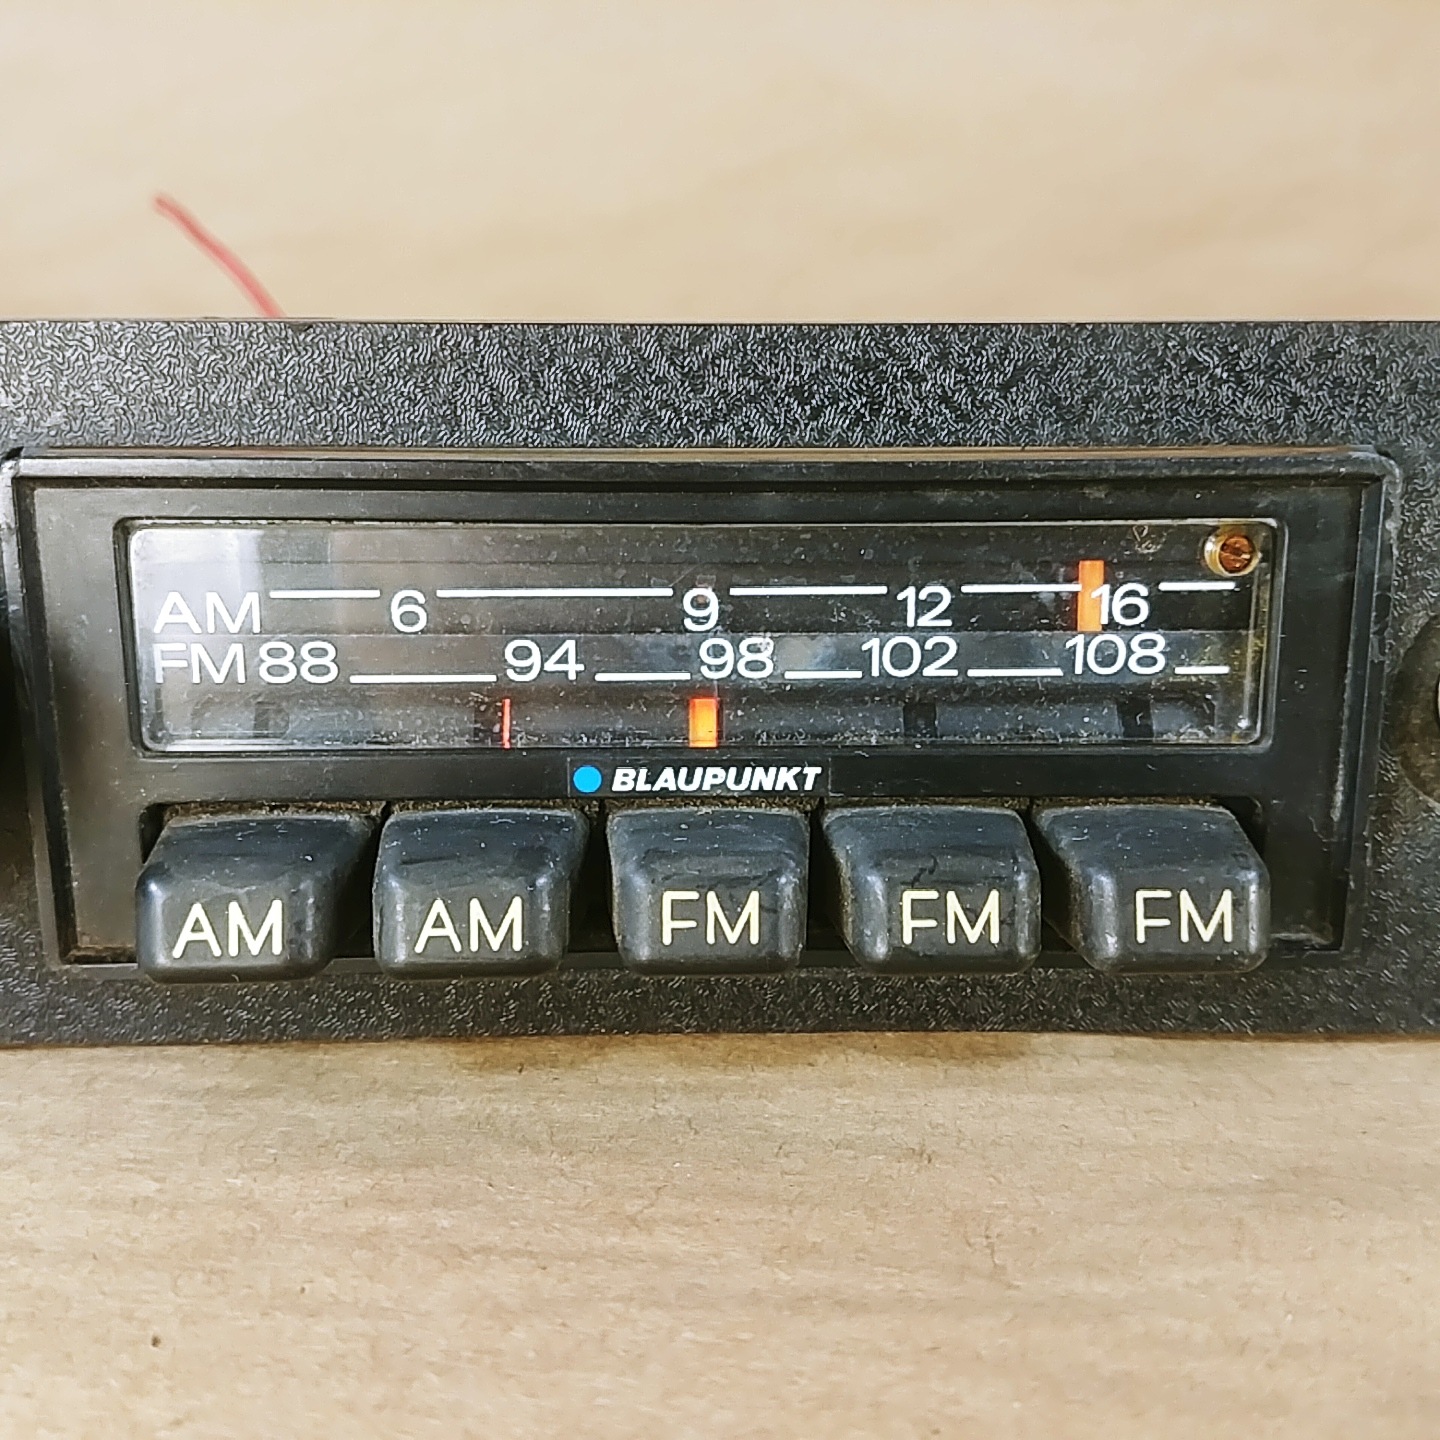 AM 6 9 12 16
FM 88 94 98 102 108
BLAUPUNKT
AM AM FM FM FM